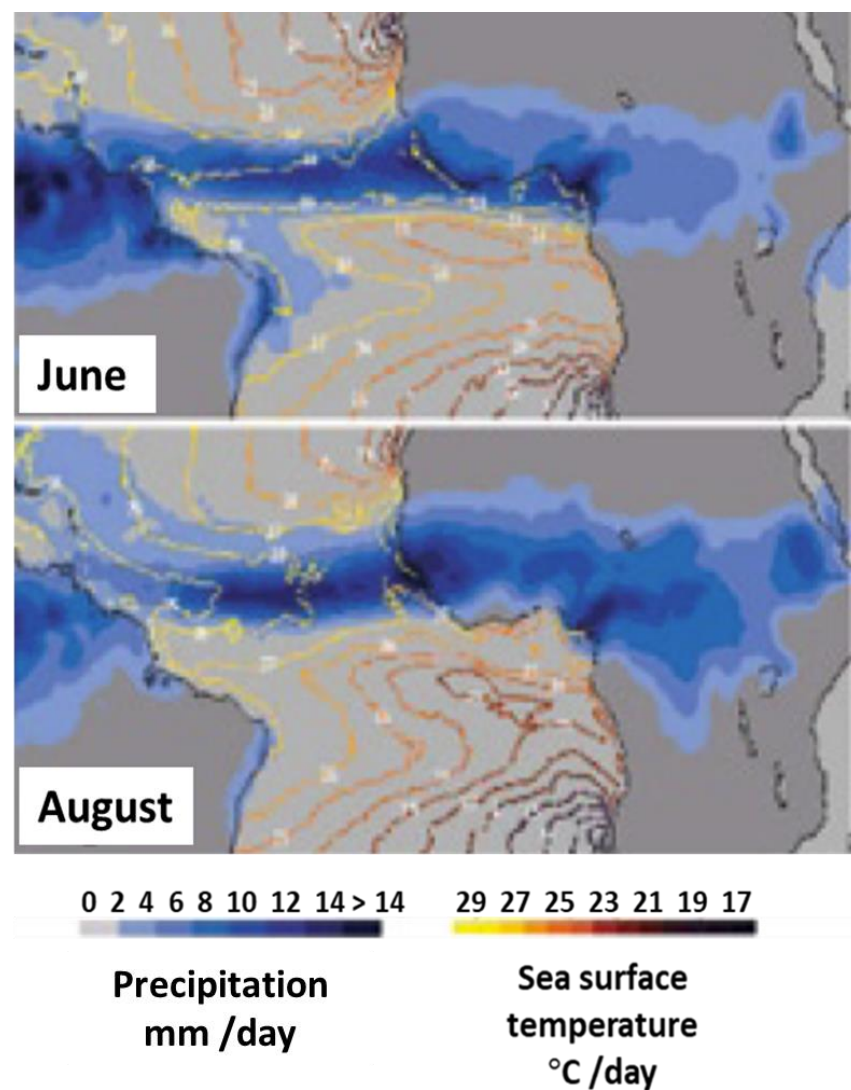 June
August
0 2 4 6 8 10 12 14 > 14
29 27 25 23 21 19 17
Precipitation
mm /day
Sea surface
temperature
°C /day